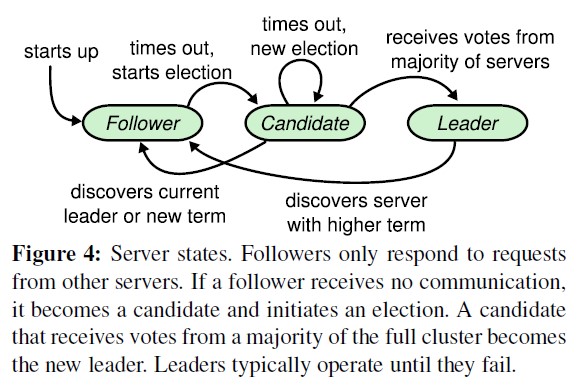 starts up
times out,
starts election
times out,
new election
receives votes from
majority of servers
Follower
Candidate
Leader
discovers current
leader or new term
discovers server
with higher term
Figure 4: Server states. Followers only respond to requests
from other servers. If a follower receives no communication,
it becomes a candidate and initiates an election. A candidate
that receives votes from a majority of the full cluster becomes
the new leader. Leaders typically operate until they fail.